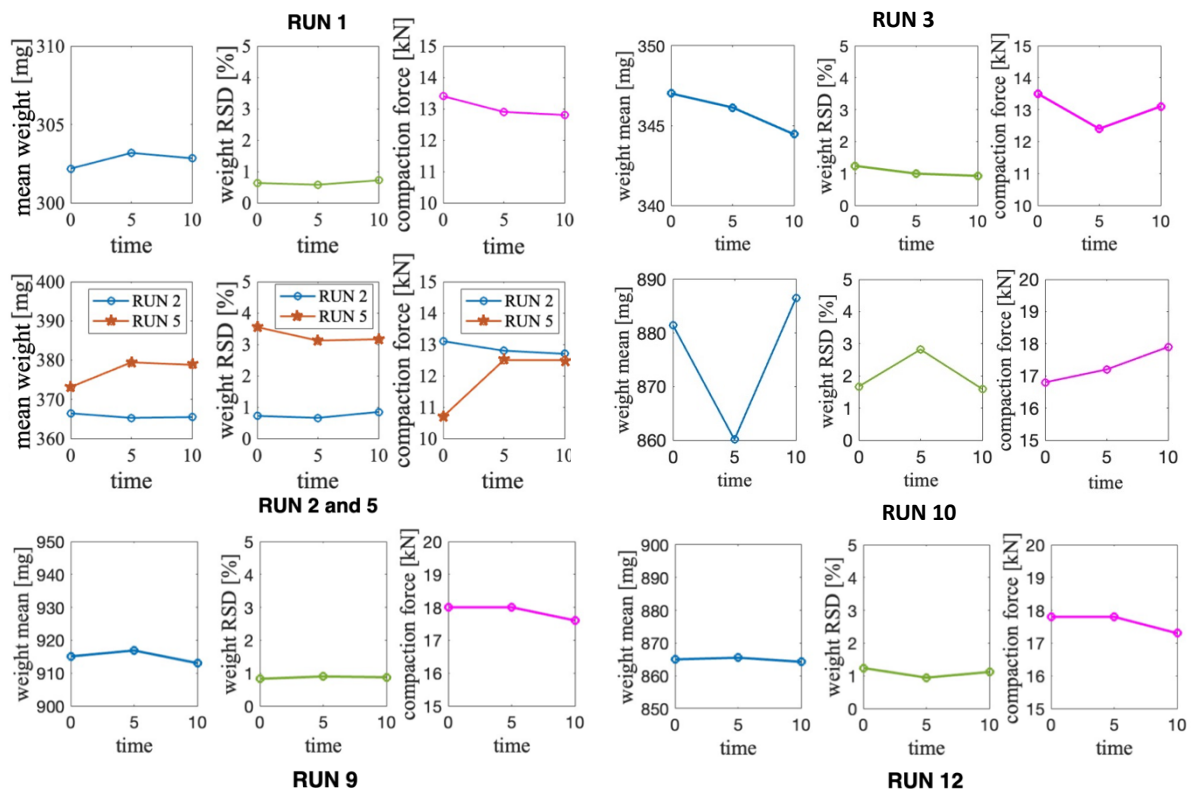 RUN 1
mean weight [mg]
310
305
300
0 5 10
time
weight RSD [%]
5
4
3
2
1
0
0 5 10
time
compaction force [kN]
15
14
13
12
11
10
0 5 10
time
RUN 3
weight mean [mg]
350
345
340
0 5 10
time
weight RSD [%]
5
4
3
2
1
0
0 5 10
time
compaction force [kN]
15
14
13
12
11
10
0 5 10
time
mean weight [mg]
400
390
380
370
360
RUN 2
RUN 5
0 5 10
time
weight RSD [%]
5
4
3
2
1
0
RUN 2
RUN 5
0 5 10
time
compaction force [kN]
15
14
13
12
11
10
RUN 2
RUN 5
0 5 10
time
RUN 2 and 5
weight mean [mg]
890
880
870
860
0 5 10
time
weight RSD [%]
5
4
3
2
1
0
0 5 10
time
compaction force [kN]
20
19
18
17
16
15
0 5 10
time
RUN 10
weight mean [mg]
950
940
930
920
910
900
0 5 10
time
weight RSD [%]
5
4
3
2
1
0
0 5 10
time
compaction force [kN]
20
19
18
17
16
15
0 5 10
time
RUN 9
weight mean [mg]
900
890
880
870
860
850
0 5 10
time
weight RSD [%]
5
4
3
2
1
0
0 5 10
time
compaction force [kN]
20
19
18
17
16
15
0 5 10
time
RUN 12